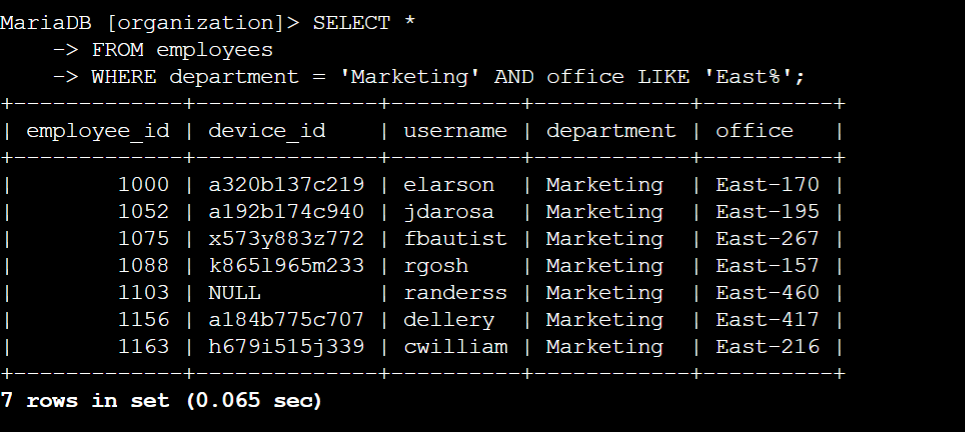 MariaDB [organization]> SELECT *
    -> FROM employees
    -> WHERE department = 'Marketing' AND office LIKE 'East%';
+-------------+--------------+----------+------------+----------+
| employee_id | device_id    | username | department | office   |
+-------------+--------------+----------+------------+----------+
|        1000 | a320b137c219 | elarson  | Marketing  | East-170 |
|        1052 | a192b174c940 | jdarosa  | Marketing  | East-195 |
|        1075 | x573y883z772 | fbautist | Marketing  | East-267 |
|        1088 | k865l965m233 | rgosh    | Marketing  | East-157 |
|        1103 | NULL         | randerss | Marketing  | East-460 |
|        1156 | a184b775c707 | dellery  | Marketing  | East-417 |
|        1163 | h679i515j339 | cwilliam | Marketing  | East-216 |
+-------------+--------------+----------+------------+----------+
7 rows in set (0.065 sec)